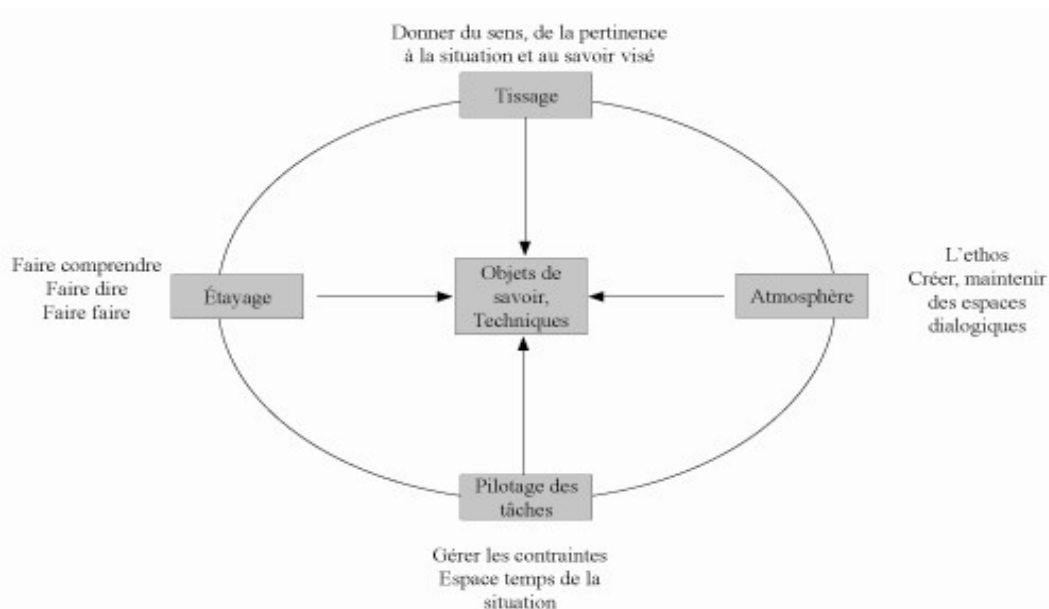 Donner du sens, de la pertinence
à la situation et au savoir visé
Tissage
Faire comprendre
Faire dire
Faire faire
Étayage
Objets de
savoir,
Techniques
Atmosphère
L'ethos
Créer, maintenir
des espaces
dialogiques
Pilotage des
tâches
Gérer les contraintes
Espace temps de la
situation